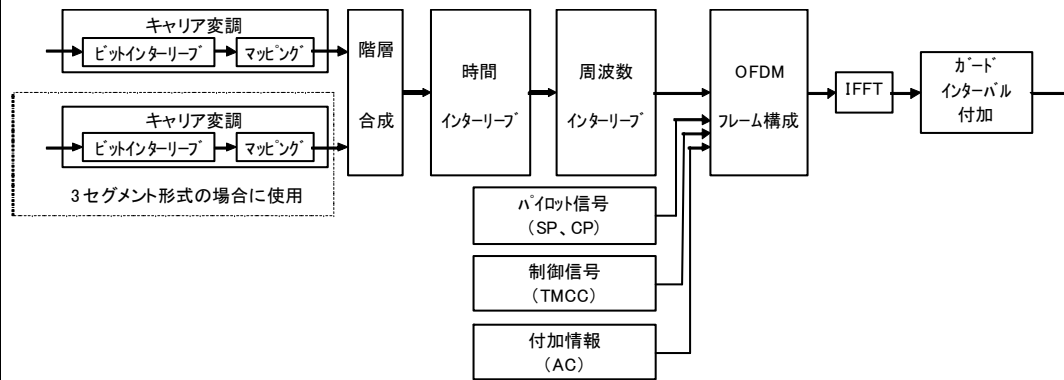 キャリア変調
ビットインターリーブ
マッピング
キャリア変調
ビットインターリーブ
マッピング
3セグメント形式の場合に使用
階層
合成
時間
インターリーブ
周波数
インターリーブ
OFDM
フレーム構成
IFFT
ガード
インターバル
付加
パイロット信号
(SP、CP)
制御信号
(TMCC)
付加情報
(AC)